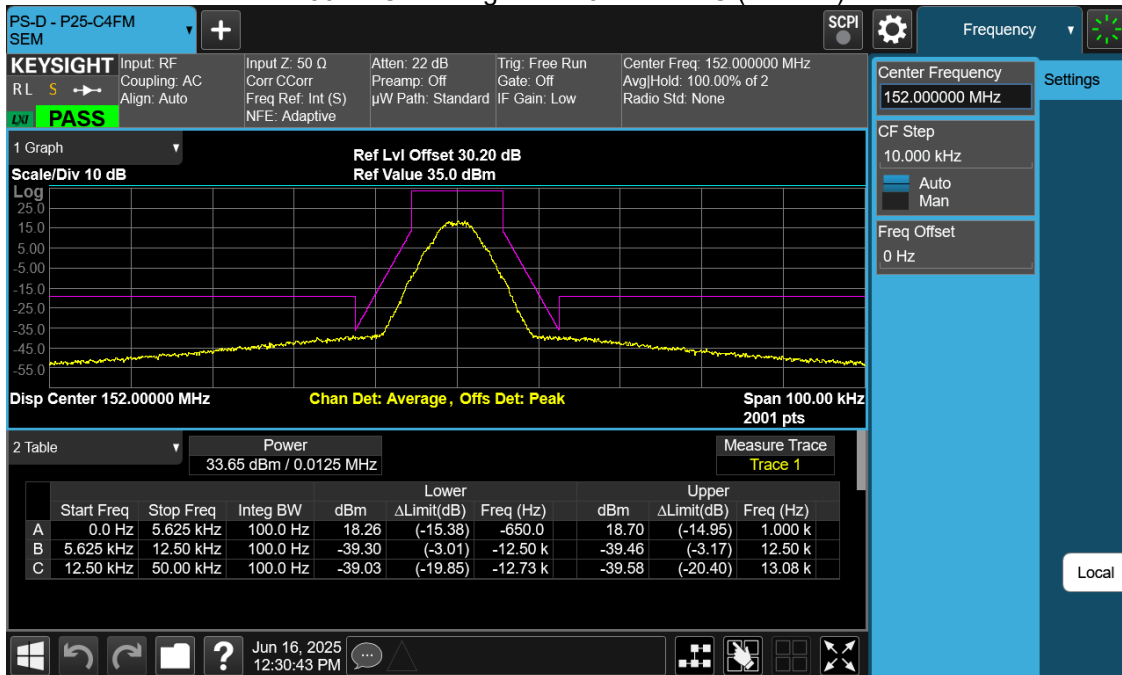 PS-D - P25-C4FM
SEM
SCPI
Frequency
KEYSIGHT
R L S
LXI PASS
Input: RF
Coupling: AC
Align: Auto
Input Z: 50 Ω
Corr CCorr
Freq Ref: Int (S)
NFE: Adaptive
Atten: 22 dB
Preamp: Off
µW Path: Standard
Trig: Free Run
Gate: Off
IF Gain: Low
Center Freq: 152.000000 MHz
Avg|Hold: 100.00% of 2
Radio Std: None
Center Frequency
152.000000 MHz
Settings
CF Step
10.000 kHz
Auto
Man
Freq Offset
0 Hz
1 Graph
Ref Lvl Offset 30.20 dB
Scale/Div 10 dB
Ref Value 35.0 dBm
Log
25.0
15.0
5.00
-5.00
-15.0
-25.0
-35.0
-45.0
-55.0
Disp Center 152.00000 MHz
Chan Det: Average , Offs Det: Peak
Span 100.00 kHz
2001 pts
2 Table
Power
33.65 dBm / 0.0125 MHz
Measure Trace
Trace 1
Lower Upper
Start Freq Stop Freq Integ BW dBm ΔLimit(dB) Freq (Hz) dBm ΔLimit(dB) Freq (Hz)
A 0.0 Hz 5.625 kHz 100.0 Hz 18.26 (-15.38) -650.0 18.70 (-14.95) 1.000 k
B 5.625 kHz 12.50 kHz 100.0 Hz -39.30 (-3.01) -12.50 k -39.46 (-3.17) 12.50 k
C 12.50 kHz 50.00 kHz 100.0 Hz -39.03 (-19.85) -12.73 k -39.58 (-20.40) 13.08 k
Local
?
Jun 16, 2025
12:30:43 PM